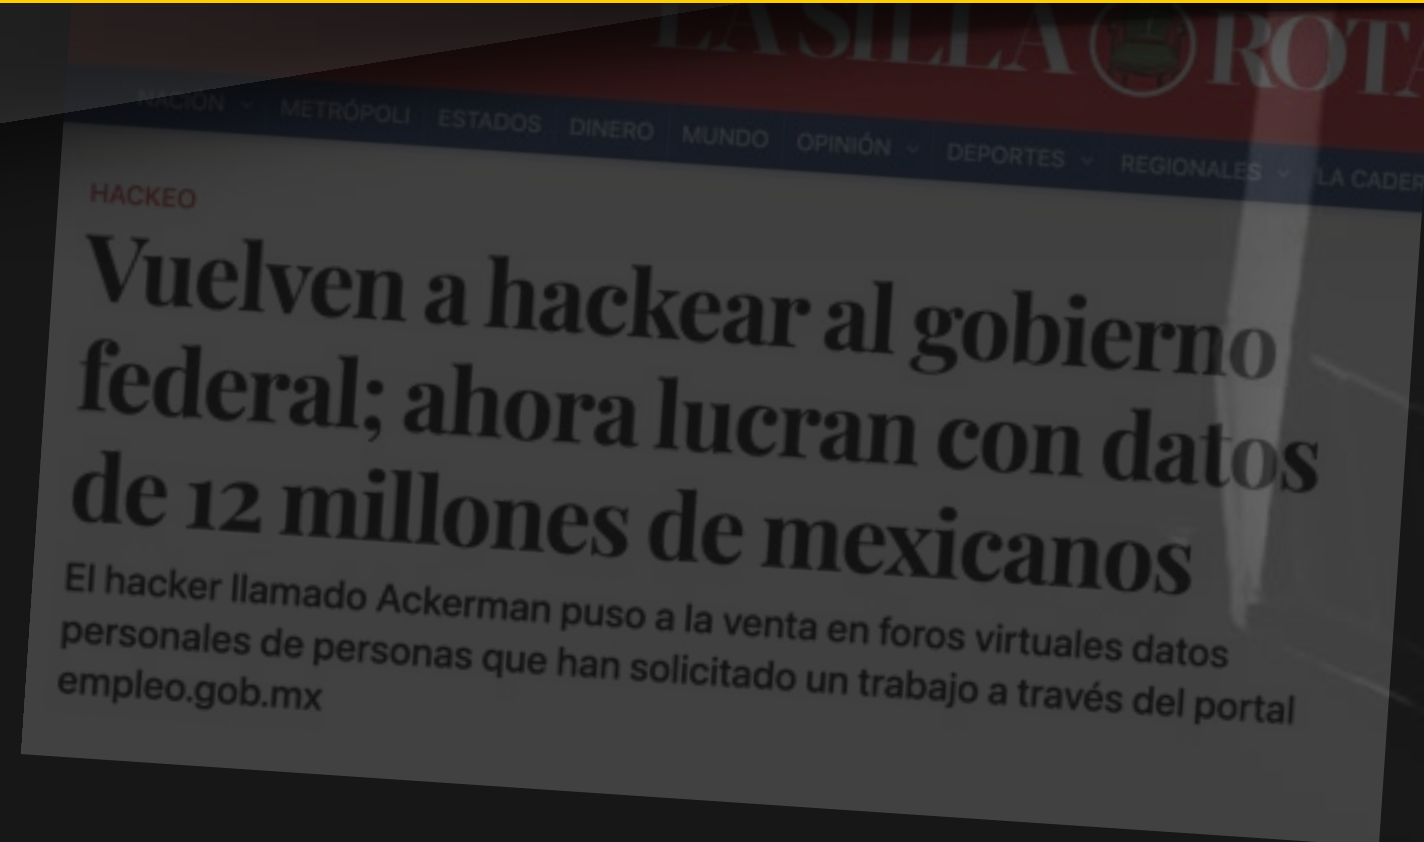 LA SILLA ROTA
NACIÓN METRÓPOLI ESTADOS DINERO MUNDO OPINIÓN DEPORTES REGIONALES LA CADER
HACKEO
Vuelven a hackear al gobierno
federal; ahora lucran con datos
de 12 millones de mexicanos
El hacker llamado Ackerman puso a la venta en foros virtuales datos
personales de personas que han solicitado un trabajo a través del portal
empleo.gob.mx